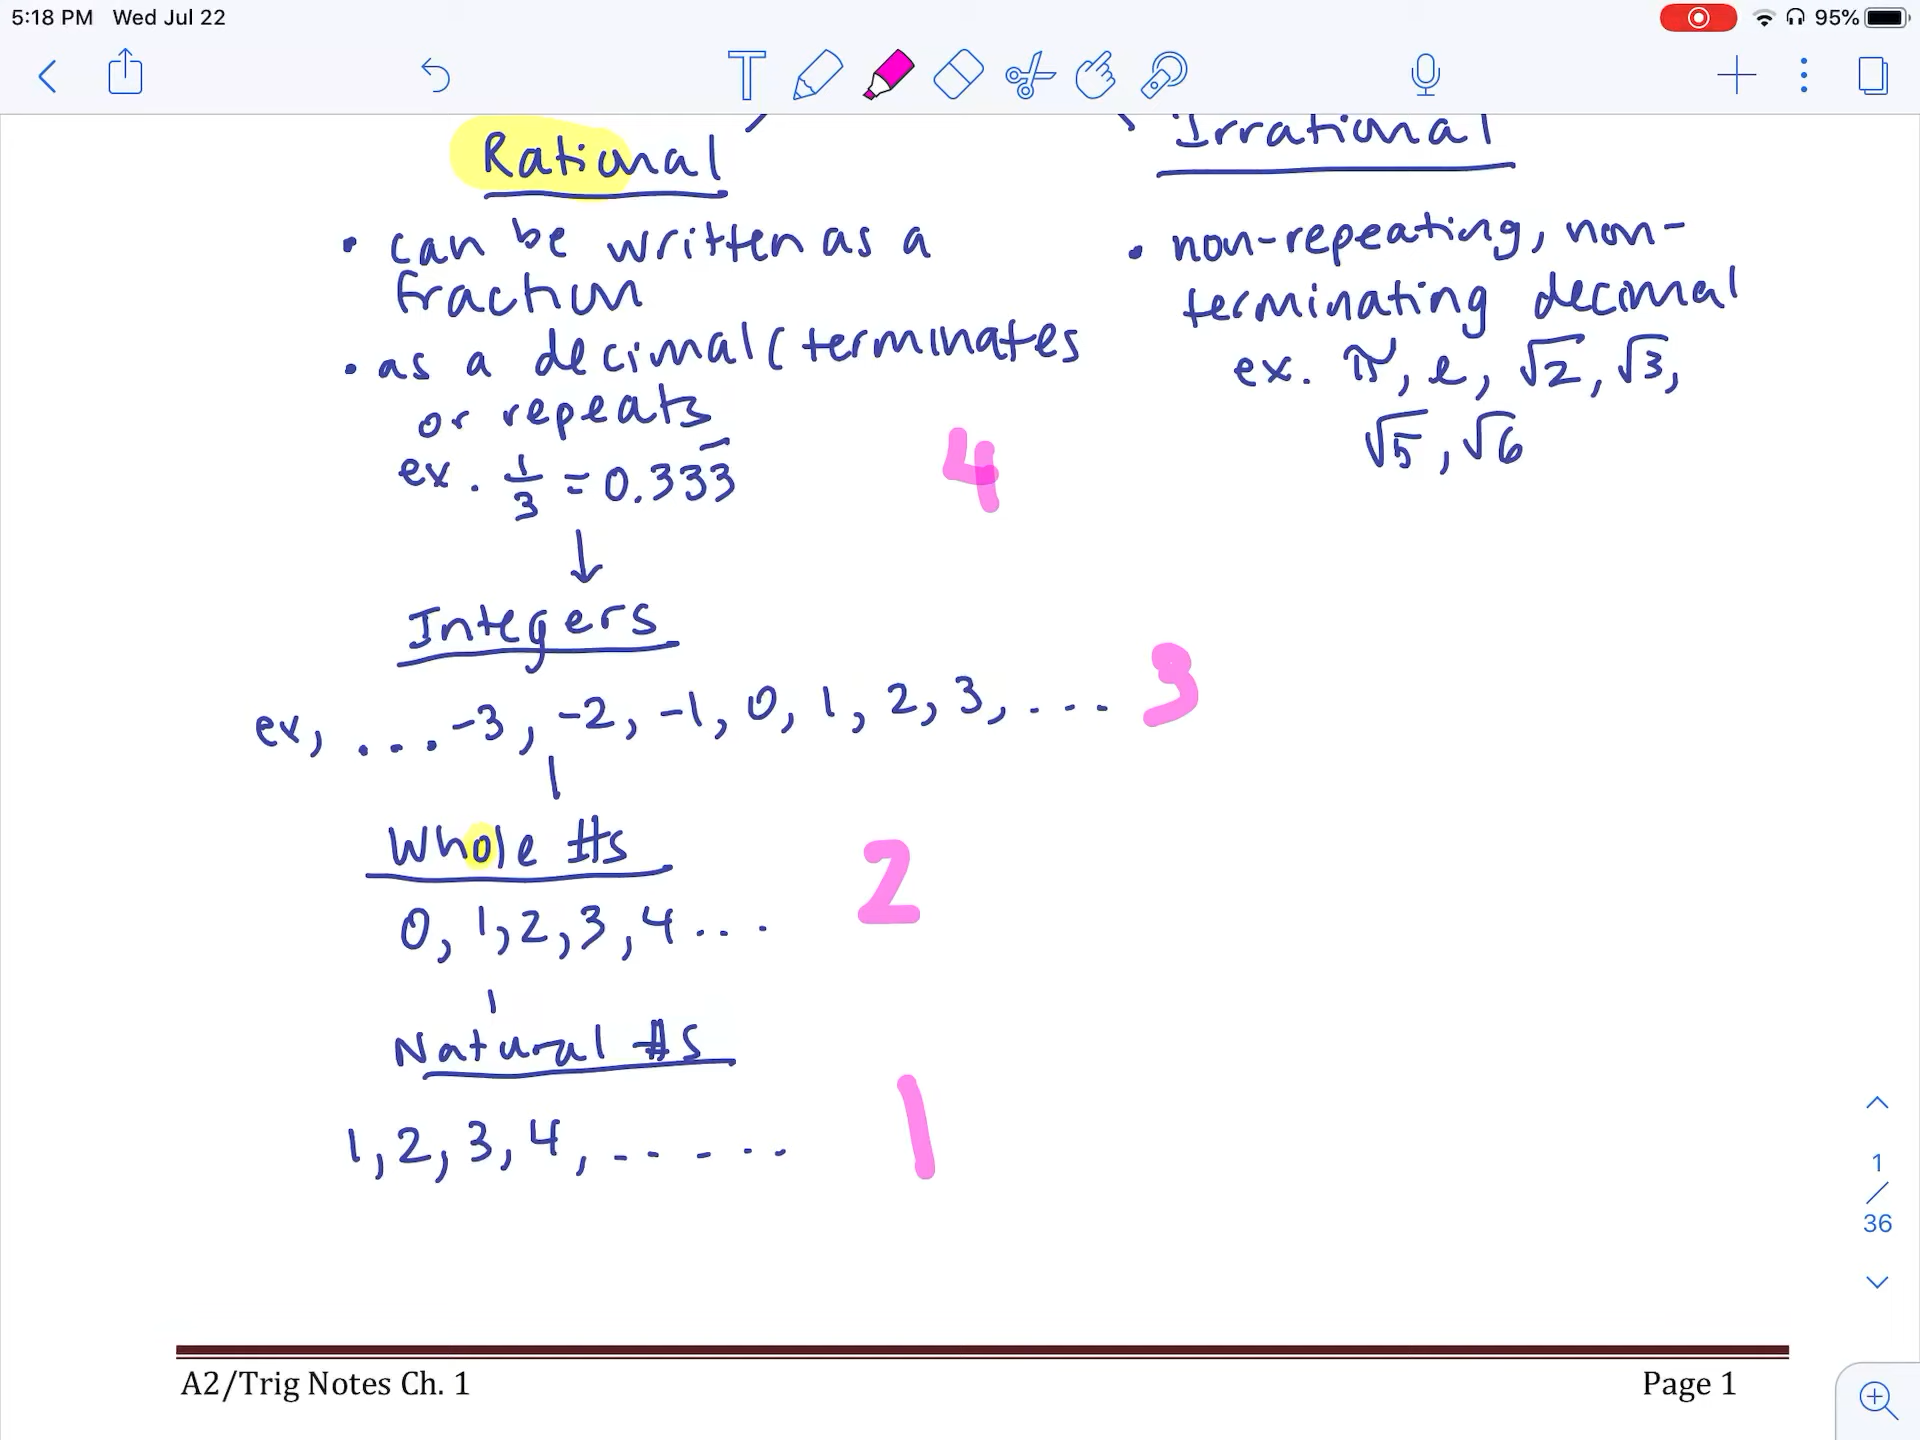 5:18 PM Wed Jul 22
95%
T
Rational
Irrational
• can be written as a
fraction
• as a decimal (terminates
or repeats
ex. 1/3 = 0.333̅
4
• non-repeating, non-
terminating decimal
ex. π, e, √2, √3,
√5, √6
↓
Integers
ex, ... -3, -2, -1, 0, 1, 2, 3, ...
3
Whole #s
0, 1, 2, 3, 4 ...
2
Natural #s
1, 2, 3, 4, .....
1
1
/
36
A2/Trig Notes Ch. 1
Page 1